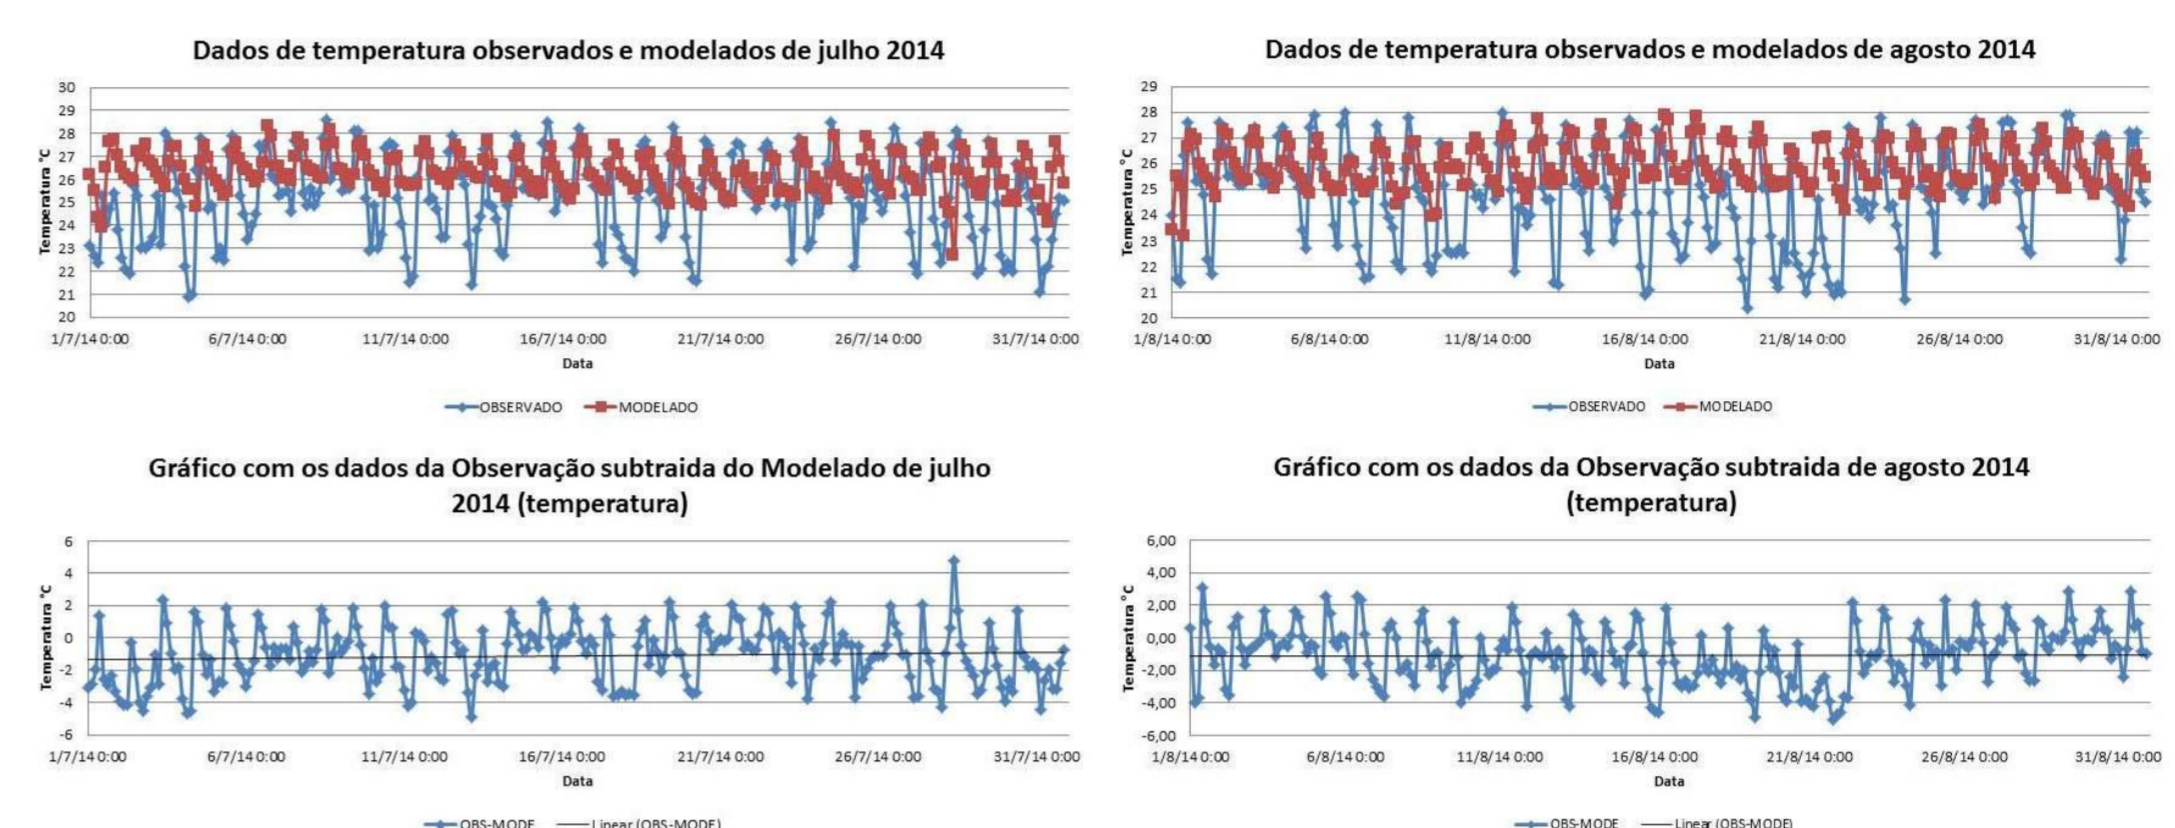 Dados de temperatura observados e modelados de julho 2014
30
29
28
27
26
25
24
23
22
21
20
Temperatura °C
1/7/14 0:00 6/7/14 0:00 11/7/14 0:00 16/7/14 0:00 21/7/14 0:00 26/7/14 0:00 31/7/14 0:00
Data
OBSERVADO MODELADO
Dados de temperatura observados e modelados de agosto 2014
29
28
27
26
25
24
23
22
21
20
Temperatura °C
1/8/14 0:00 6/8/14 0:00 11/8/14 0:00 16/8/14 0:00 21/8/14 0:00 26/8/14 0:00 31/8/14 0:00
Data
OBSERVADO MODELADO
Gráfico com os dados da Observação subtraida do Modelado de julho
2014 (temperatura)
6
4
2
0
-2
-4
-6
Temperatura °C
1/7/14 0:00 6/7/14 0:00 11/7/14 0:00 16/7/14 0:00 21/7/14 0:00 26/7/14 0:00 31/7/14 0:00
Data
OBS-MODE Linear (OBS-MODE)
Gráfico com os dados da Observação subtraida de agosto 2014
(temperatura)
6,00
4,00
2,00
0,00
-2,00
-4,00
-6,00
Temperatura °C
1/8/14 0:00 6/8/14 0:00 11/8/14 0:00 16/8/14 0:00 21/8/14 0:00 26/8/14 0:00 31/8/14 0:00
Data
OBS-MODE Linear (OBS-MODE)